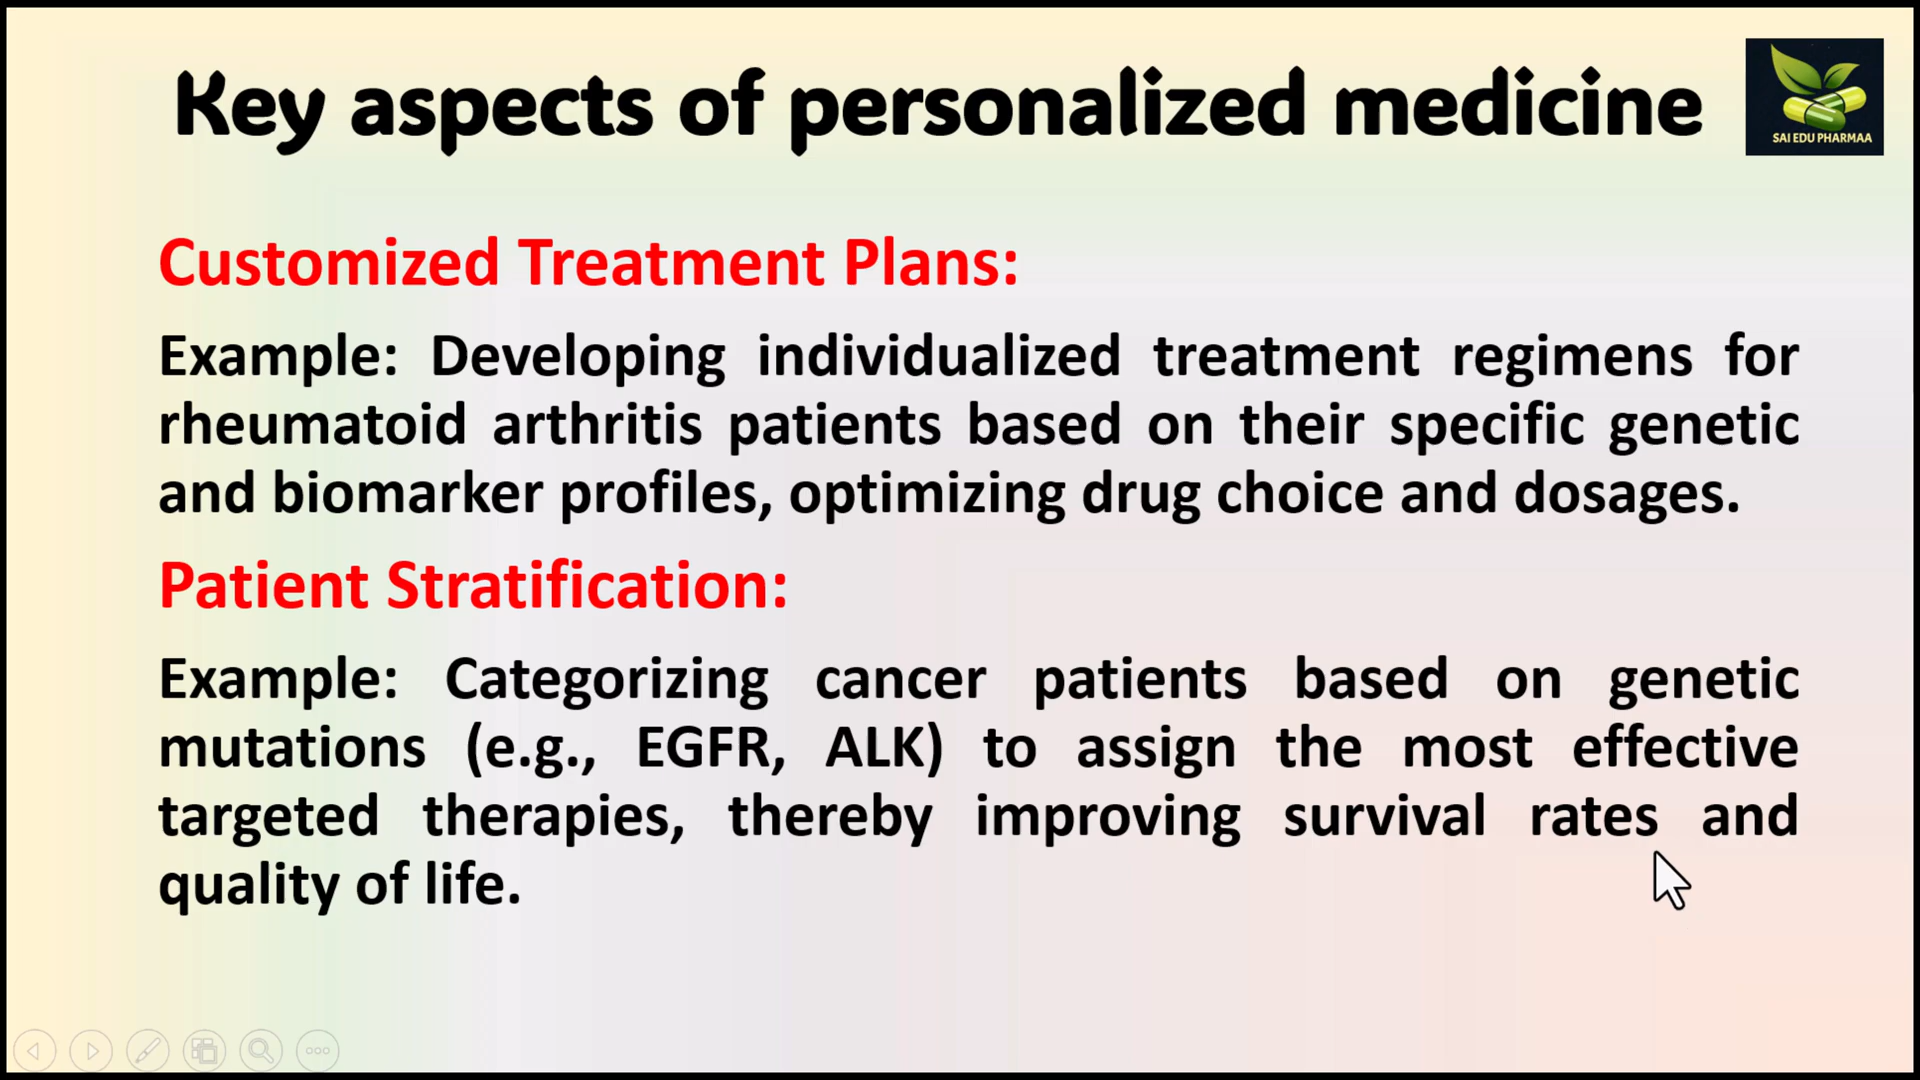 Key aspects of personalized medicine
SAI EDU PHARMAA
Customized Treatment Plans:
Example: Developing individualized treatment regimens for
rheumatoid arthritis patients based on their specific genetic
and biomarker profiles, optimizing drug choice and dosages.
Patient Stratification:
Example: Categorizing cancer patients based on genetic
mutations (e.g., EGFR, ALK) to assign the most effective
targeted therapies, thereby improving survival rates and
quality of life.